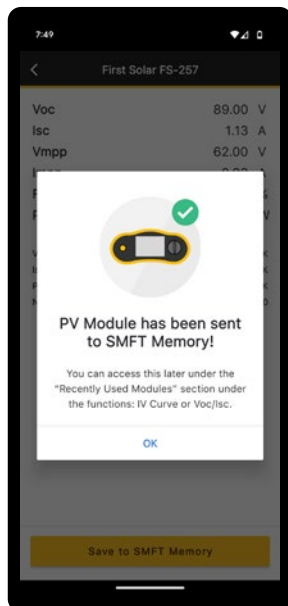 7:49
First Solar FS-257
Voc 89.00 V
Isc 1.13 A
Vmpp 62.00 V
PV Module has been sent
to SMFT Memory!
You can access this later under the
"Recently Used Modules" section under
the functions: IV Curve or Voc/Isc.
OK
Save to SMFT Memory